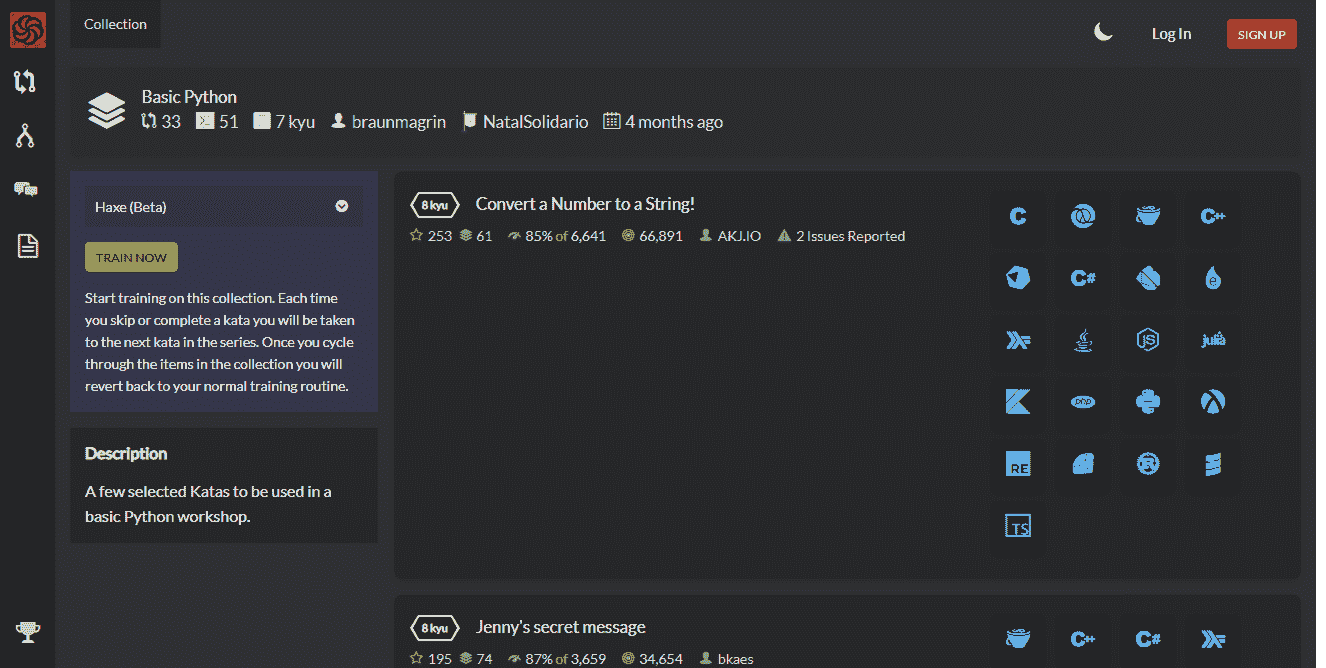 Collection
Log In
SIGN UP
Basic Python
33 51 7 kyu braunmagrin NatalSolidario 4 months ago
Haxe (Beta)
TRAIN NOW
Start training on this collection. Each time
you skip or complete a kata you will be taken
to the next kata in the series. Once you cycle
through the items in the collection you will
revert back to your normal training routine.
Description
A few selected Katas to be used in a
basic Python workshop.
8 kyu Convert a Number to a String!
253 61 85% of 6,641 66,891 AKJ.IO 2 Issues Reported
C C++
C# e
JS julia
php
RE
TS
8 kyu Jenny's secret message
195 74 87% of 3,659 34,654 bkaes
C++ C#